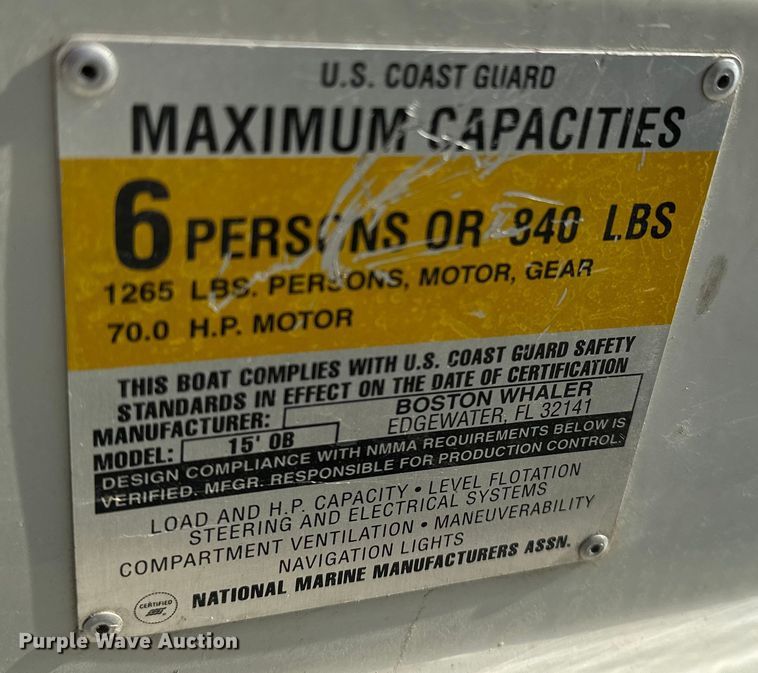 U.S. COAST GUARD
MAXIMUM CAPACITIES
6 PERSONS OR 840 LBS
1265 LBS. PERSONS, MOTOR, GEAR
70.0 H.P. MOTOR
THIS BOAT COMPLIES WITH U.S. COAST GUARD SAFETY
STANDARDS IN EFFECT ON THE DATE OF CERTIFICATION
MANUFACTURER: BOSTON WHALER
EDGEWATER, FL 32141
MODEL: 15' OB
DESIGN COMPLIANCE WITH NMMA REQUIREMENTS BELOW IS
VERIFIED. MFGR. RESPONSIBLE FOR PRODUCTION CONTROL.
LOAD AND H.P. CAPACITY • LEVEL FLOTATION
STEERING AND ELECTRICAL SYSTEMS
COMPARTMENT VENTILATION • MANEUVERABILITY
NAVIGATION LIGHTS
CERTIFIED
NATIONAL MARINE MANUFACTURERS ASSN.
Purple Wave Auction